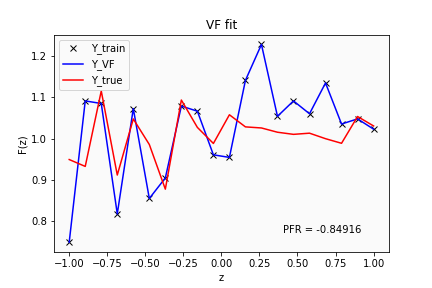 VF fit
Y_train
Y_VF
Y_true
1.2
1.1
1.0
0.9
0.8
F(z)
PFR = -0.84916
−1.00 −0.75 −0.50 −0.25 0.00 0.25 0.50 0.75 1.00
z